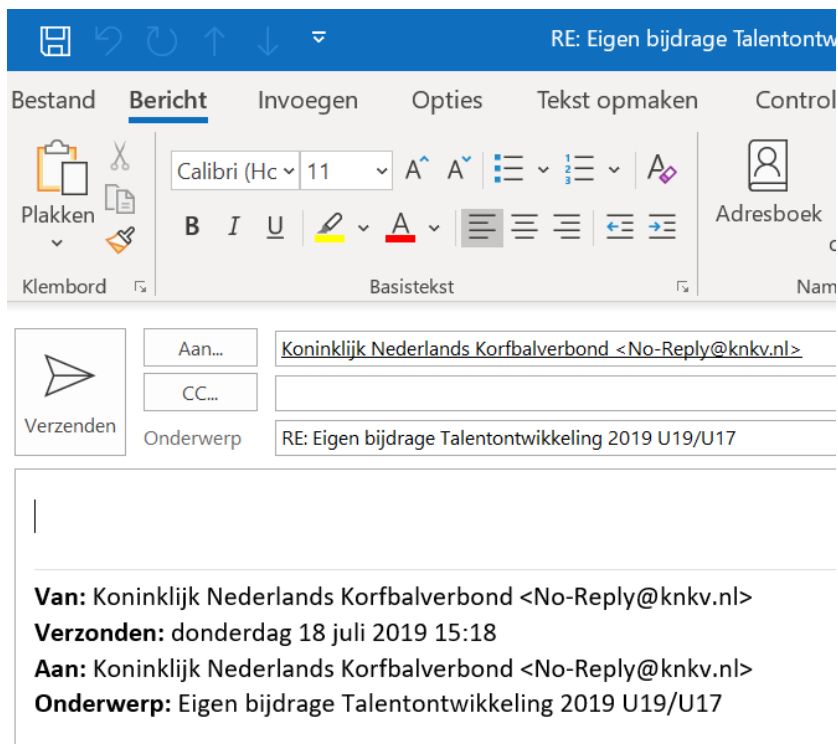 RE: Eigen bijdrage Talentontw
Bestand Bericht Invoegen Opties Tekst opmaken Control
Plakken
Calibri (Hc 11
B I U A
Adresboek
Klembord Basistekst Nam
Verzenden
Aan... Koninklijk Nederlands Korfbalverbond <No-Reply@knkv.nl>
CC...
Onderwerp RE: Eigen bijdrage Talentontwikkeling 2019 U19/U17
Van: Koninklijk Nederlands Korfbalverbond <No-Reply@knkv.nl>
Verzonden: donderdag 18 juli 2019 15:18
Aan: Koninklijk Nederlands Korfbalverbond <No-Reply@knkv.nl>
Onderwerp: Eigen bijdrage Talentontwikkeling 2019 U19/U17